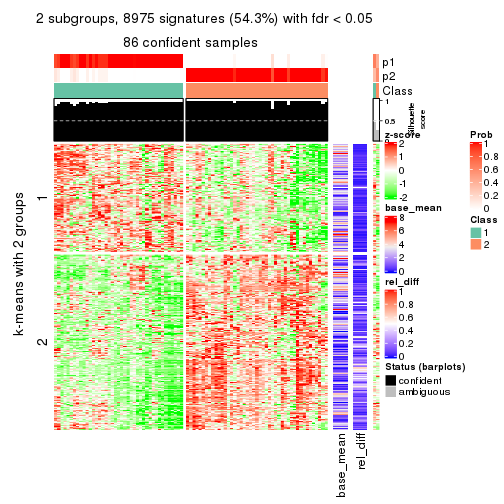 2 subgroups, 8975 signatures (54.3%) with fdr < 0.05
86 confident samples
p1
p2
Class
1
0.5
0
Silhouette
score
k-means with 2 groups
1
2
base_mean
rel_diff
z-score
2
1
0
-1
-2
base_mean
8
6
4
2
0
rel_diff
1
0.8
0.6
0.4
0.2
0
Status (barplots)
confident
ambiguous
Prob
1
0.8
0.6
0.4
0.2
0
Class
1
2